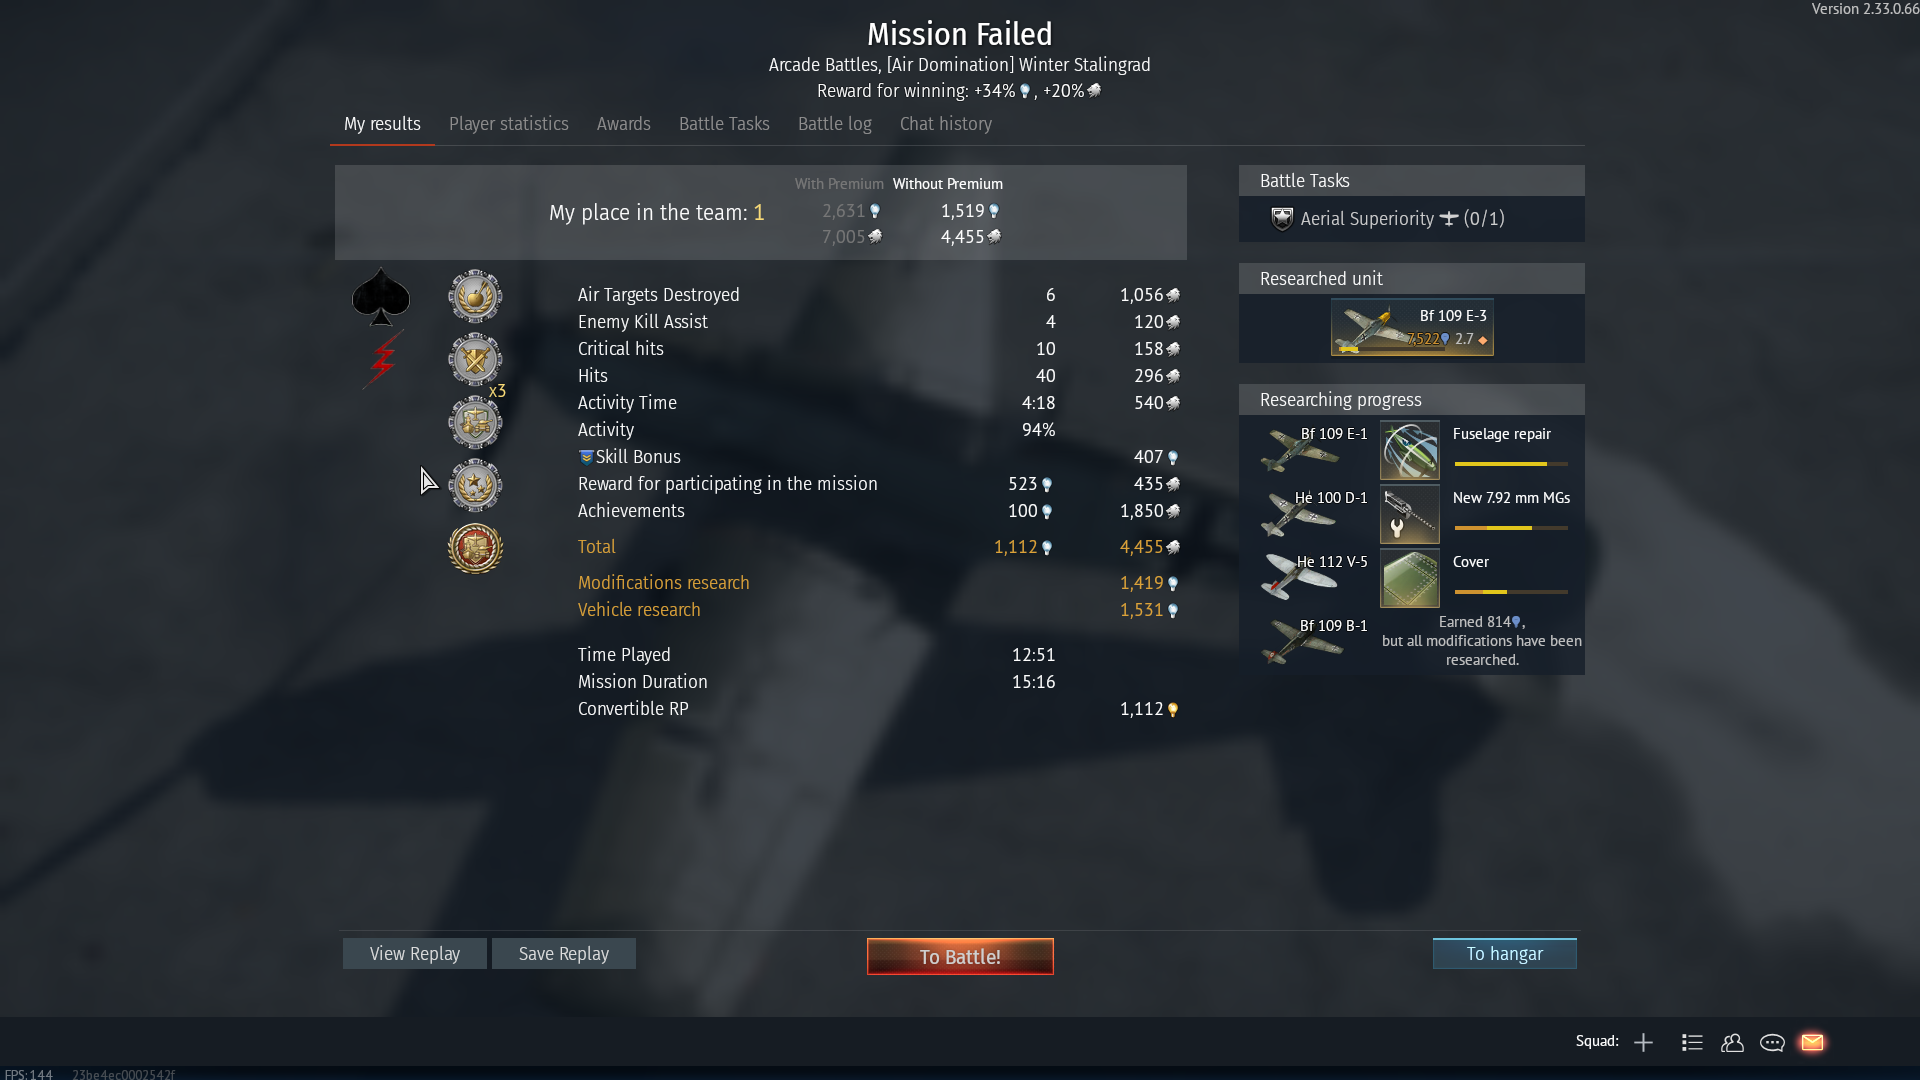 Version 2.33.0.66
Mission Failed
Arcade Battles, [Air Domination] Winter Stalingrad
Reward for winning: +34%, +20%
My results Player statistics Awards Battle Tasks Battle log Chat history
With Premium Without Premium
My place in the team: 1
2,631 1,519
7,005 4,455
Air Targets Destroyed 6 1,056
Enemy Kill Assist 4 120
Critical hits 10 158
Hits 40 296
x3
Activity Time 4:18 540
Activity 94%
Skill Bonus 407
Reward for participating in the mission 523 435
Achievements 100 1,850
Total 1,112 4,455
Modifications research 1,419
Vehicle research 1,531
Time Played 12:51
Mission Duration 15:16
Convertible RP 1,112
Battle Tasks
Aerial Superiority (0/1)
Researched unit
Bf 109 E-3
7,522 2.7
Researching progress
Bf 109 E-1 Fuselage repair
He 100 D-1 New 7.92 mm MGs
He 112 V-5 Cover
Bf 109 B-1 Earned 814,
but all modifications have been
researched.
View Replay Save Replay To Battle! To hangar
Squad:
FPS:144 23be4ec0002542f